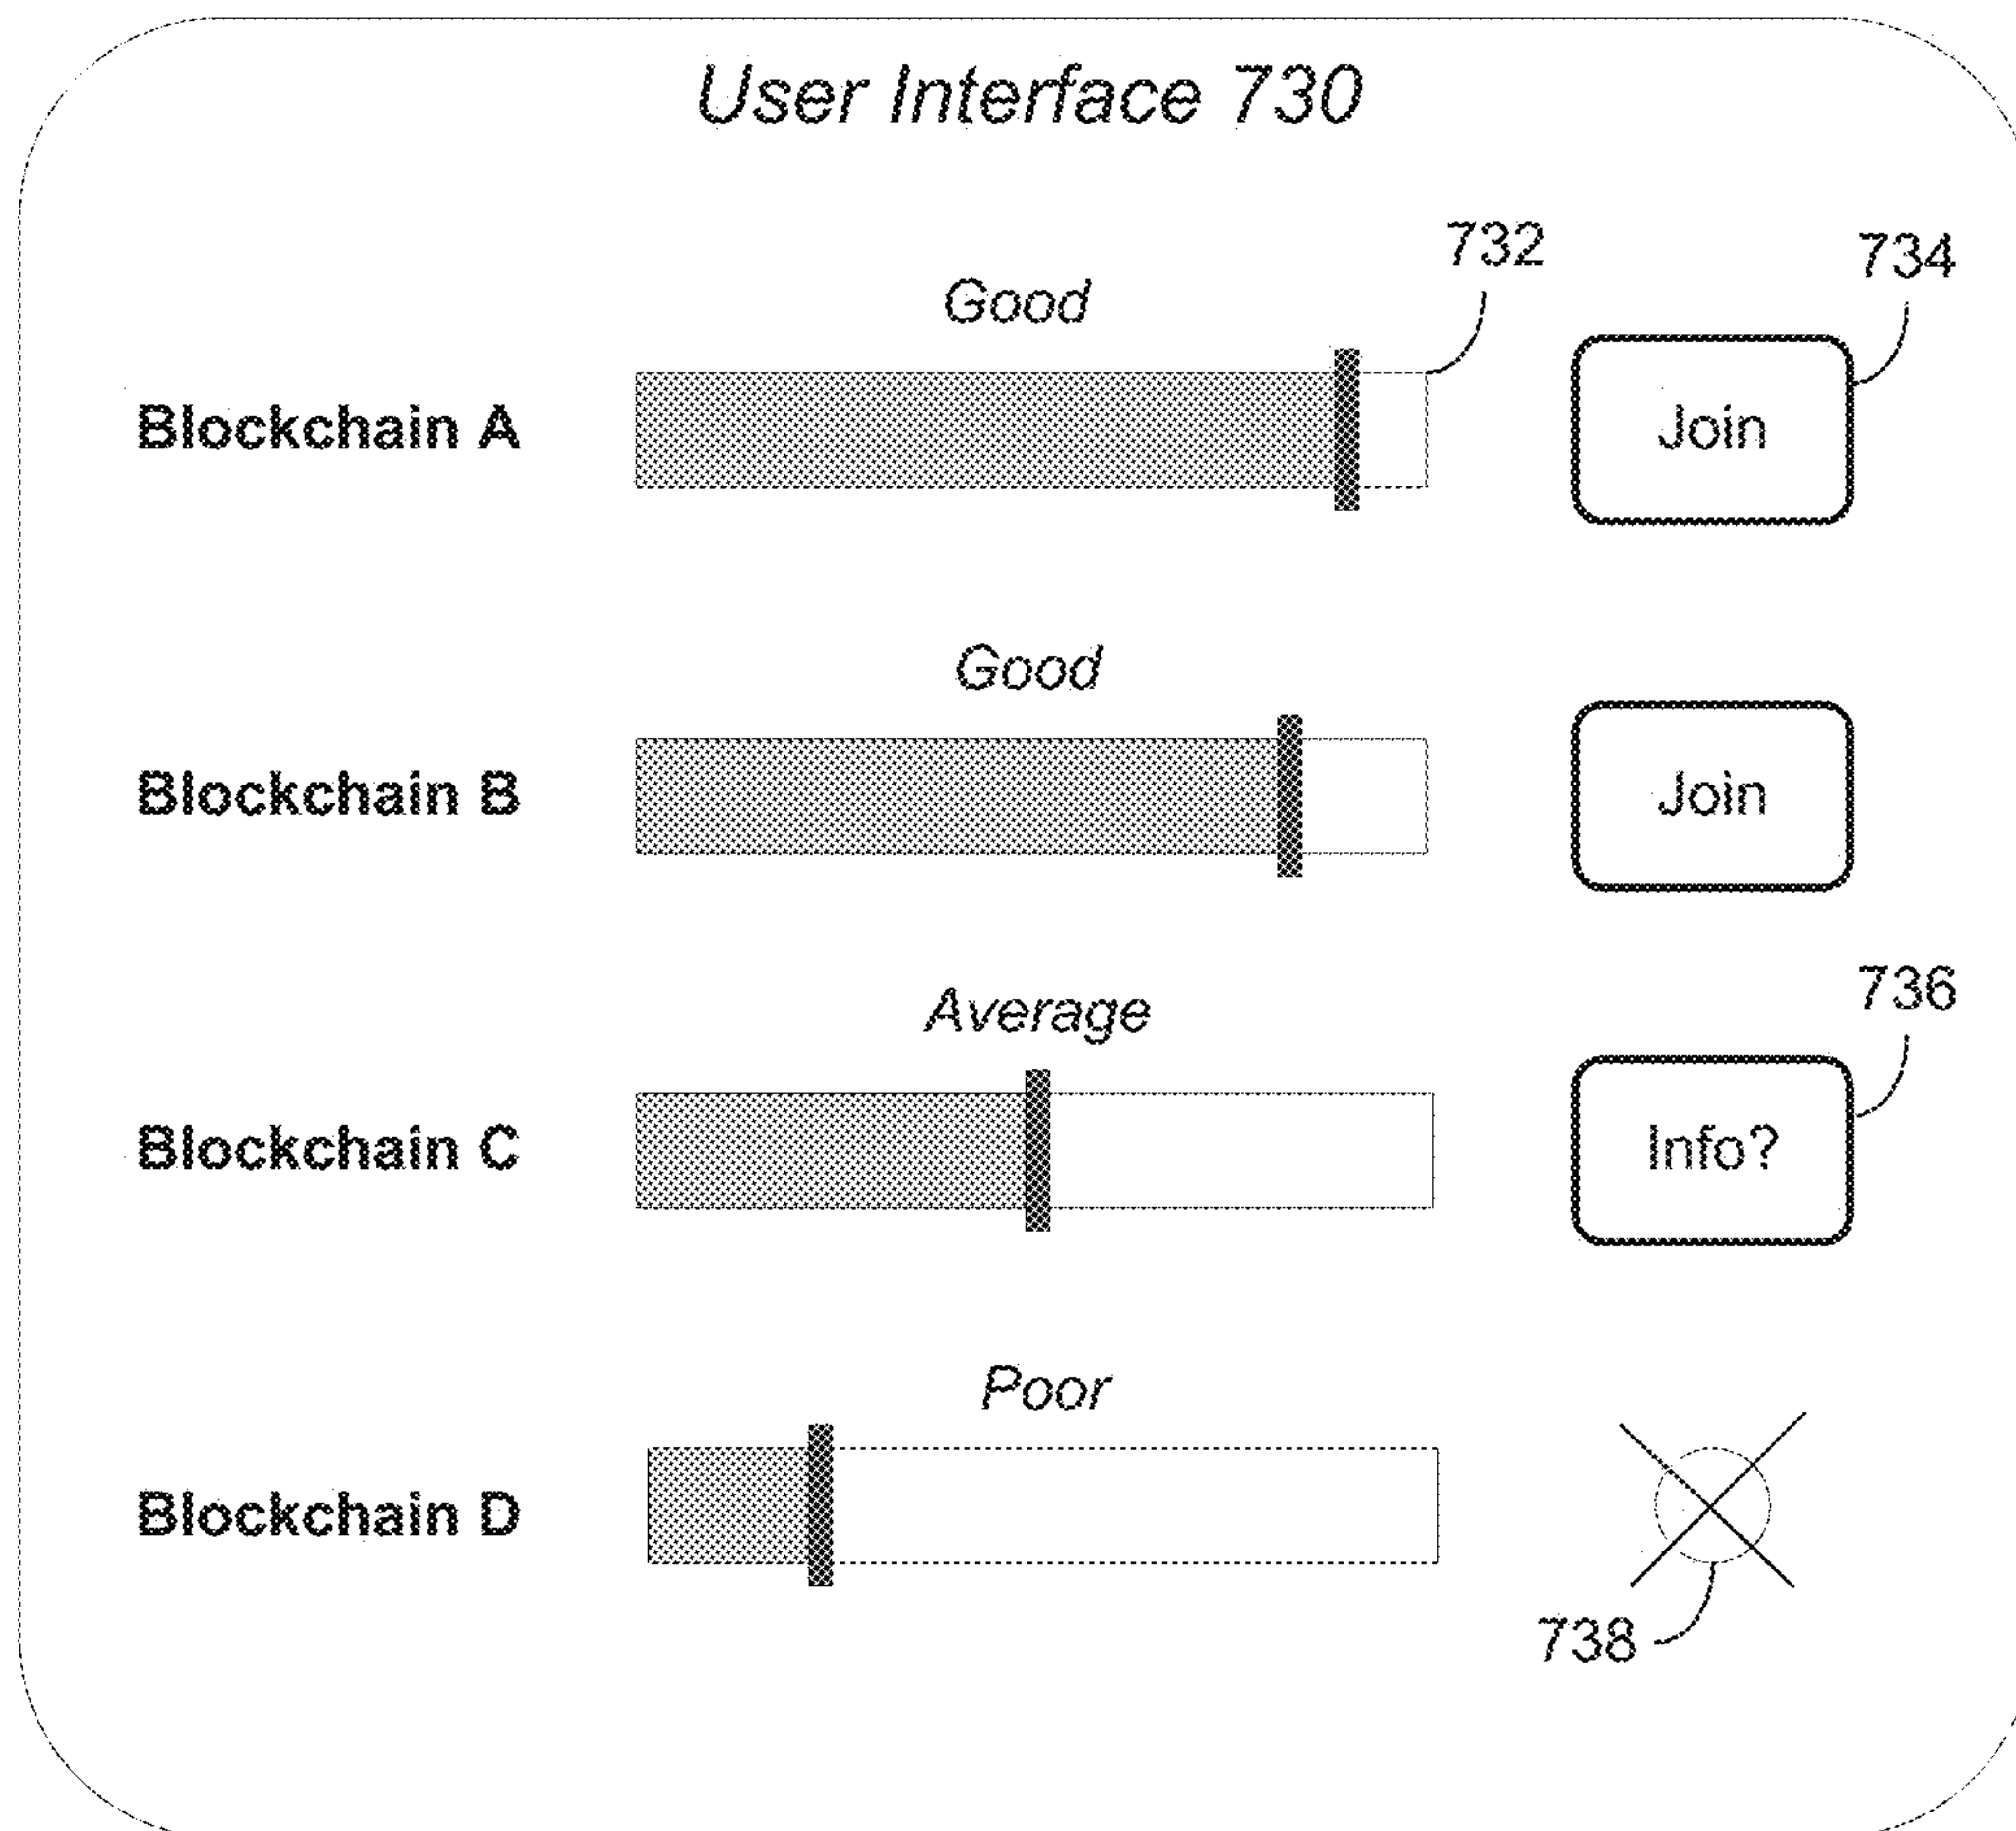 User Interface 730
732
734
Good
Blockchain A
Join
Good
Blockchain B
Join
736
Average
Blockchain C
Info?
Poor
Blockchain D
738